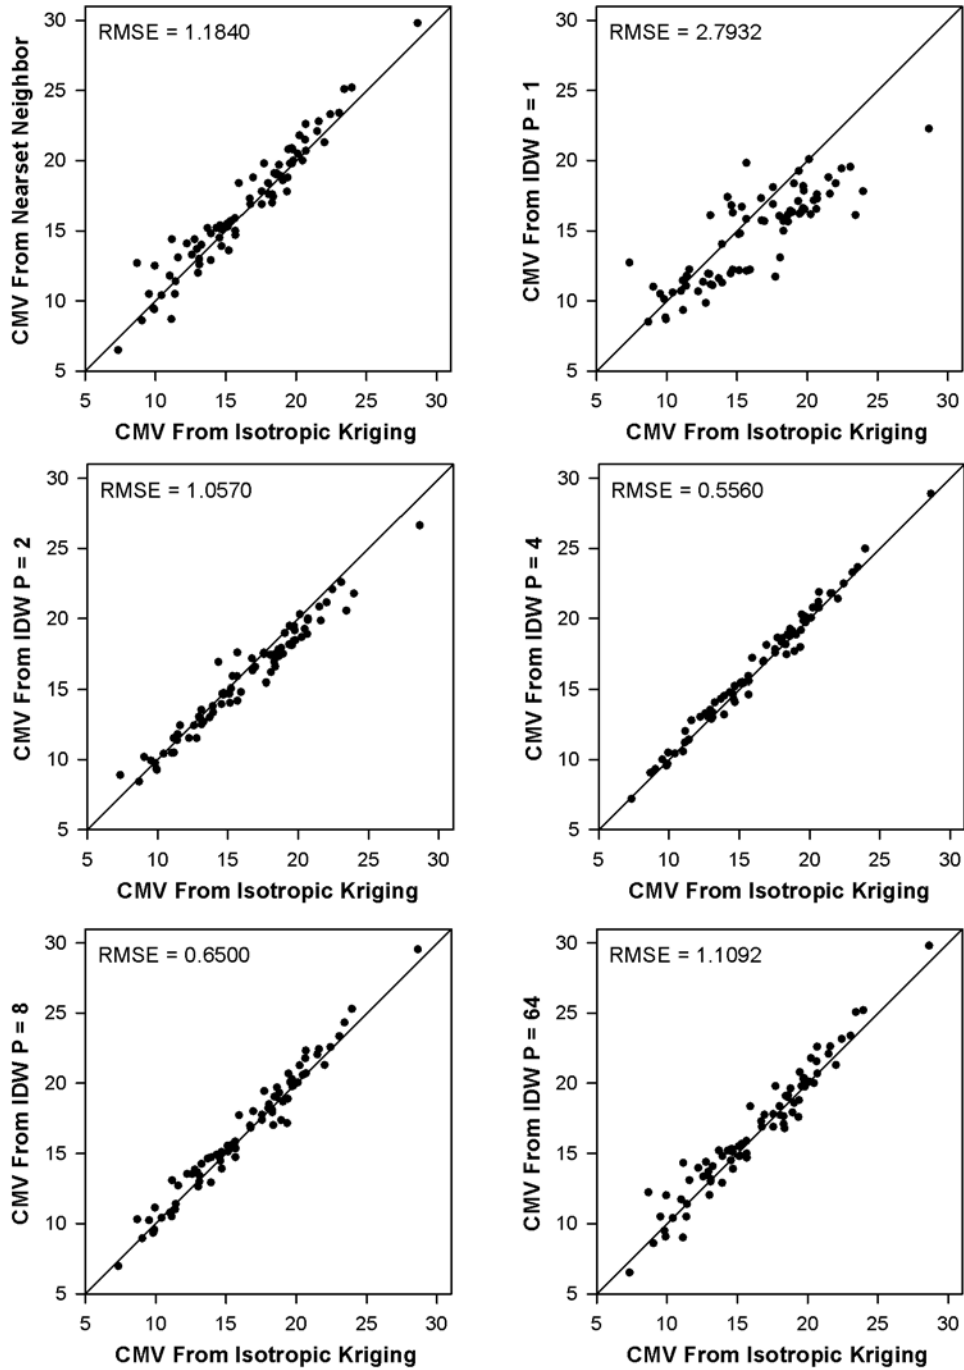 RMSE = 1.1840
CMV From Nearset Neighbor
30
25
20
15
10
5
5 10 15 20 25 30
CMV From Isotropic Kriging
RMSE = 2.7932
CMV From IDW P = 1
30
25
20
15
10
5
5 10 15 20 25 30
CMV From Isotropic Kriging
RMSE = 1.0570
CMV From IDW P = 2
30
25
20
15
10
5
5 10 15 20 25 30
CMV From Isotropic Kriging
RMSE = 0.5560
CMV From IDW P = 4
30
25
20
15
10
5
5 10 15 20 25 30
CMV From Isotropic Kriging
RMSE = 0.6500
CMV From IDW P = 8
30
25
20
15
10
5
5 10 15 20 25 30
CMV From Isotropic Kriging
RMSE = 1.1092
CMV From IDW P = 64
30
25
20
15
10
5
5 10 15 20 25 30
CMV From Isotropic Kriging